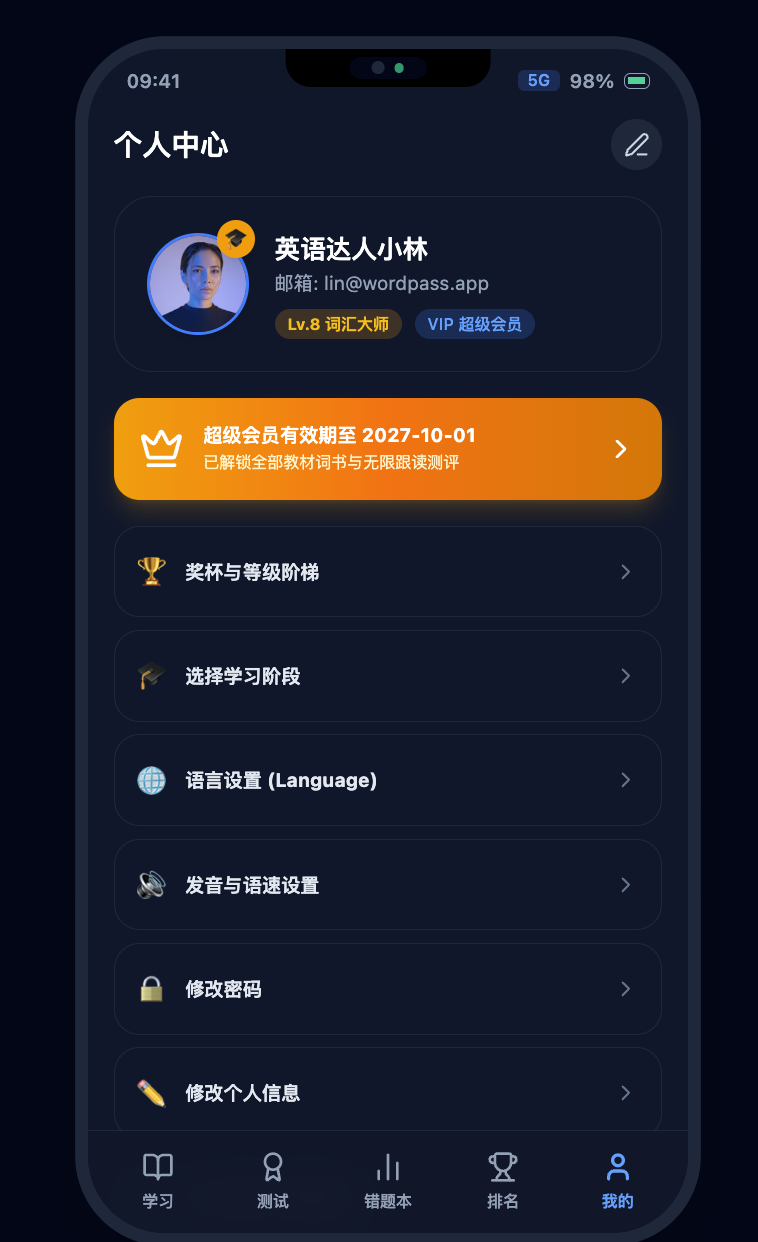 09:41
5G 98%
个人中心
英语达人小林
邮箱: lin@wordpass.app
Lv.8 词汇大师
VIP 超级会员
超级会员有效期至 2027-10-01
已解锁全部教材词书与无限跟读测评
奖杯与等级阶梯
选择学习阶段
语言设置 (Language)
发音与语速设置
修改密码
修改个人信息
学习
测试
错题本
排名
我的